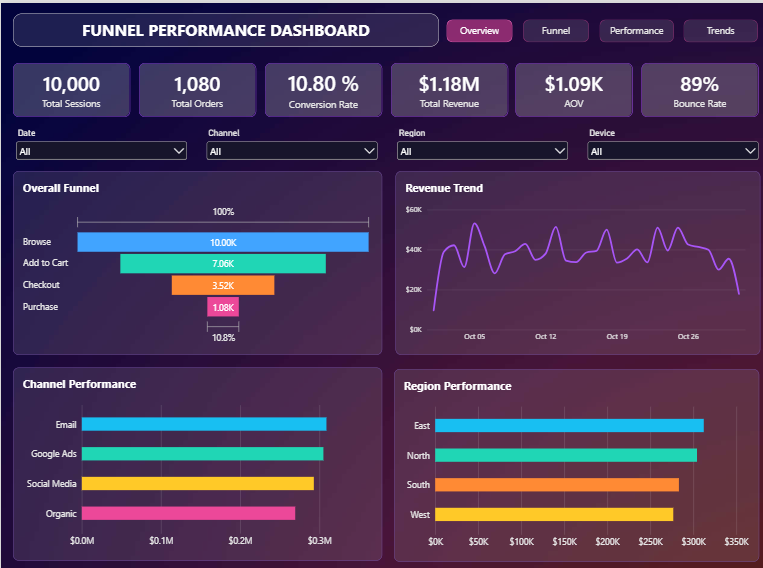 FUNNEL PERFORMANCE DASHBOARD
Overview
Funnel
Performance
Trends
10,000
Total Sessions
1,080
Total Orders
10.80 %
Conversion Rate
$1.18M
Total Revenue
$1.09K
AOV
89%
Bounce Rate
Date
All
Channel
All
Region
All
Device
All
Overall Funnel
100%
Browse 10.00K
Add to Cart 7.06K
Checkout 3.52K
Purchase 1.08K
10.8%
Revenue Trend
$60K
$40K
$20K
$0K
Oct 05 Oct 12 Oct 19 Oct 26
Channel Performance
Email
Google Ads
Social Media
Organic
$0.0M $0.1M $0.2M $0.3M
Region Performance
East
North
South
West
$0K $50K $100K $150K $200K $250K $300K $350K